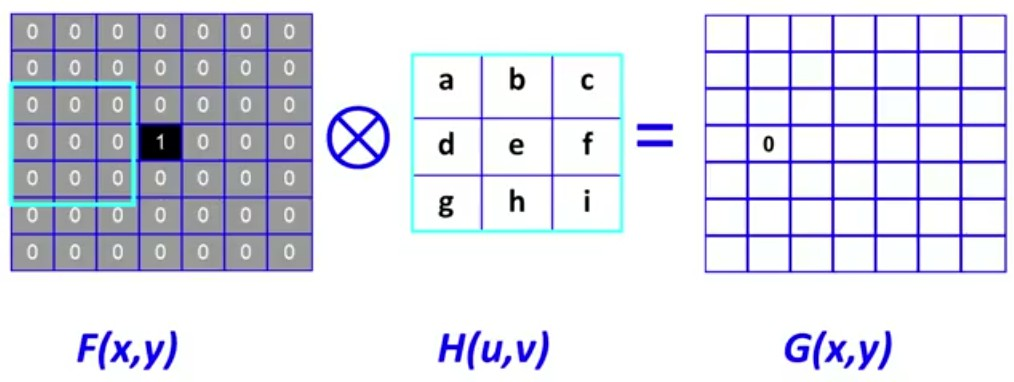 0 0 0 0 0 0 0
0 0 0 0 0 0 0
0 0 0 0 0 0 0
0 0 0 1 0 0 0
0 0 0 0 0 0 0
0 0 0 0 0 0 0
0 0 0 0 0 0 0
⊗
a b c
d e f
g h i
=
0
F(x,y)
H(u,v)
G(x,y)